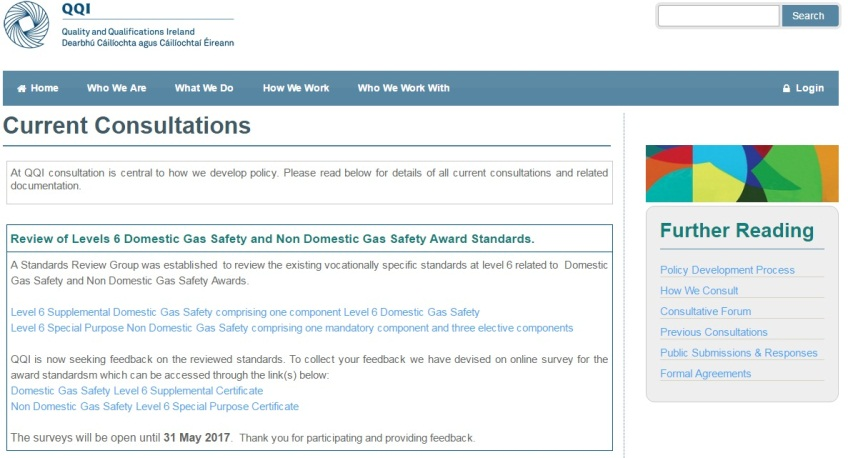 QQI
Quality and Qualifications Ireland
Dearbhú Cáilíochta agus Cáilíochtaí Éireann
Search
Home Who We Are What We Do How We Work Who We Work With Login
Current Consultations
At QQI consultation is central to how we develop policy. Please read below for details of all current consultations and related
documentation.
Review of Levels 6 Domestic Gas Safety and Non Domestic Gas Safety Award Standards.
A Standards Review Group was established to review the existing vocationally specific standards at level 6 related to Domestic
Gas Safety and Non Domestic Gas Safety Awards.
Level 6 Supplemental Domestic Gas Safety comprising one component Level 6 Domestic Gas Safety
Level 6 Special Purpose Non Domestic Gas Safety comprising one mandatory component and three elective components
QQI is now seeking feedback on the reviewed standards. To collect your feedback we have devised on online survey for the
award standardsm which can be accessed through the link(s) below:
Domestic Gas Safety Level 6 Supplemental Certificate
Non Domestic Gas Safety Level 6 Special Purpose Certificate
The surveys will be open until 31 May 2017. Thank you for participating and providing feedback.
Further Reading
Policy Development Process
How We Consult
Consultative Forum
Previous Consultations
Public Submissions & Responses
Formal Agreements